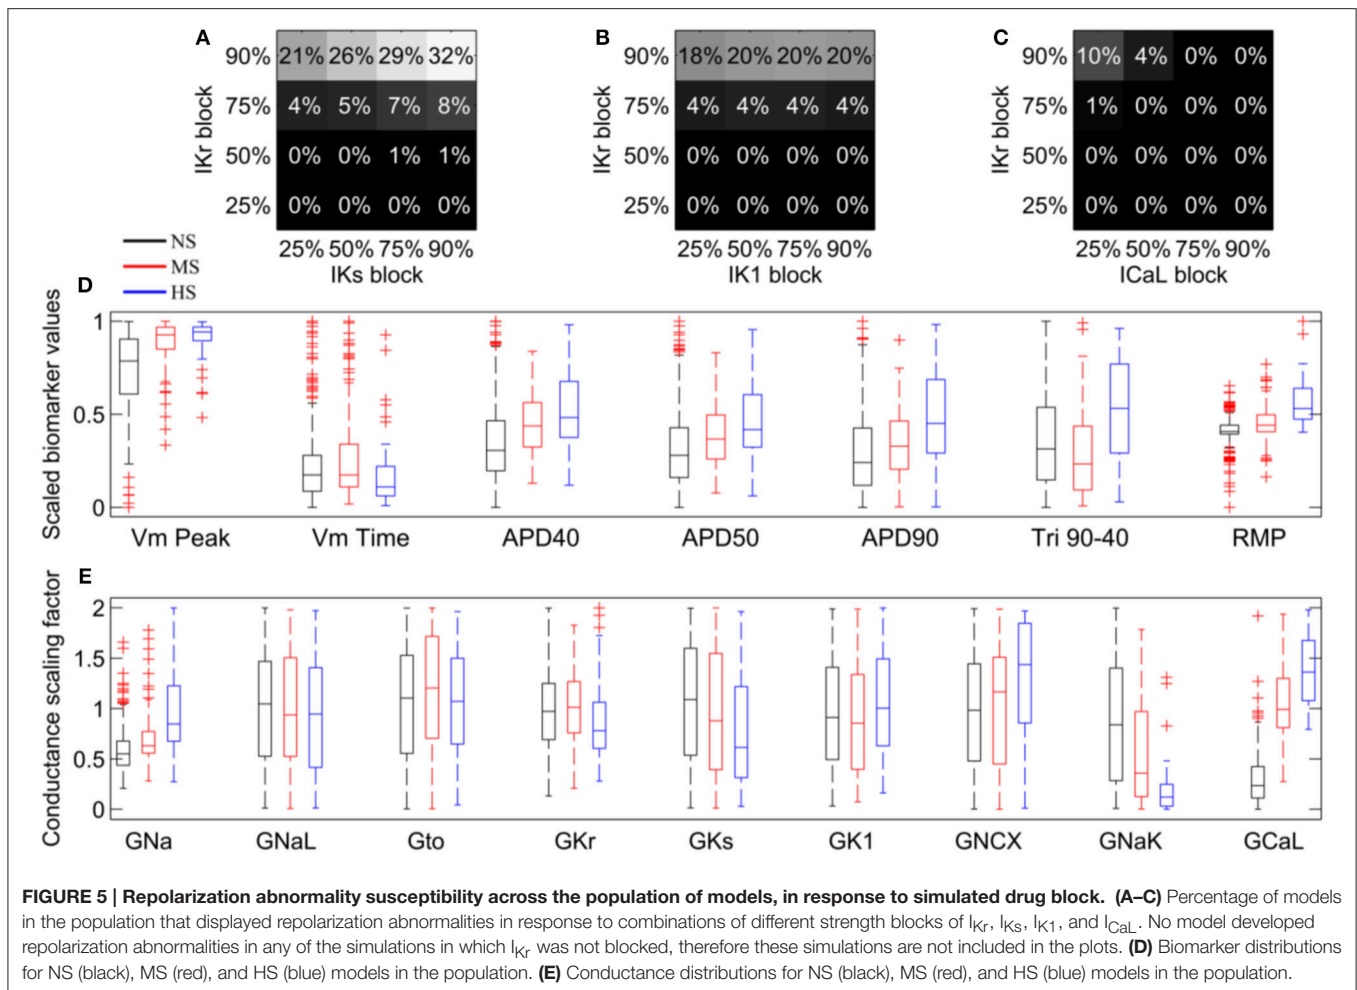 A
B
C
90% 21% 26% 29% 32%
75% 4% 5% 7% 8%
50% 0% 0% 1% 1%
25% 0% 0% 0% 0%
IKr block
25% 50% 75% 90%
IKs block
90% 18% 20% 20% 20%
75% 4% 4% 4% 4%
50% 0% 0% 0% 0%
25% 0% 0% 0% 0%
IKr block
25% 50% 75% 90%
IK1 block
90% 10% 4% 0% 0%
75% 1% 0% 0% 0%
50% 0% 0% 0% 0%
25% 0% 0% 0% 0%
IKr block
25% 50% 75% 90%
ICaL block
NS
MS
HS
D
Scaled biomarker values
1
0.5
0
Vm Peak Vm Time APD40 APD50 APD90 Tri 90-40 RMP
E
Conductance scaling factor
2
1.5
1
0.5
0
GNa GNaL Gto GKr GKs GK1 GNCX GNaK GCaL
FIGURE 5 | Repolarization abnormality susceptibility across the population of models, in response to simulated drug block. (A–C) Percentage of models
in the population that displayed repolarization abnormalities in response to combinations of different strength blocks of IKr, IKs, IK1, and ICaL. No model developed
repolarization abnormalities in any of the simulations in which IKr was not blocked, therefore these simulations are not included in the plots. (D) Biomarker distributions
for NS (black), MS (red), and HS (blue) models in the population. (E) Conductance distributions for NS (black), MS (red), and HS (blue) models in the population.